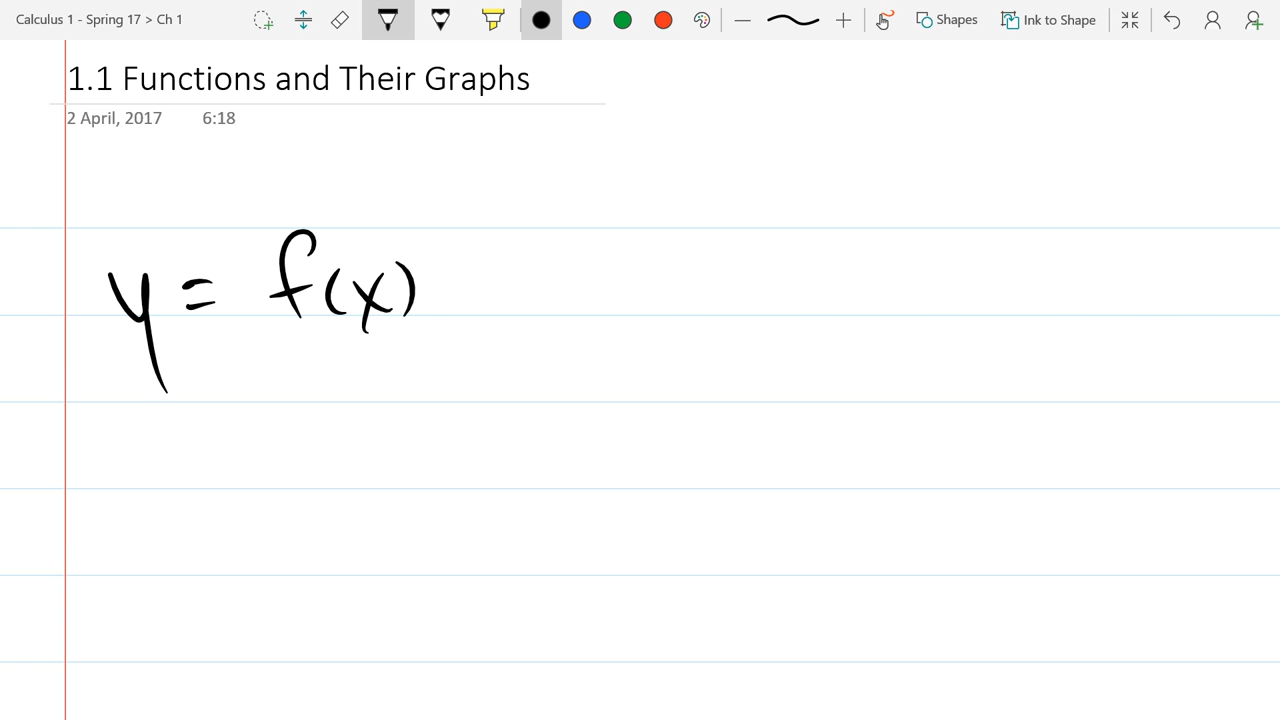 Calculus 1 - Spring 17 > Ch 1
Shapes
Ink to Shape
1.1 Functions and Their Graphs
2 April, 2017 6:18
y = f(x)